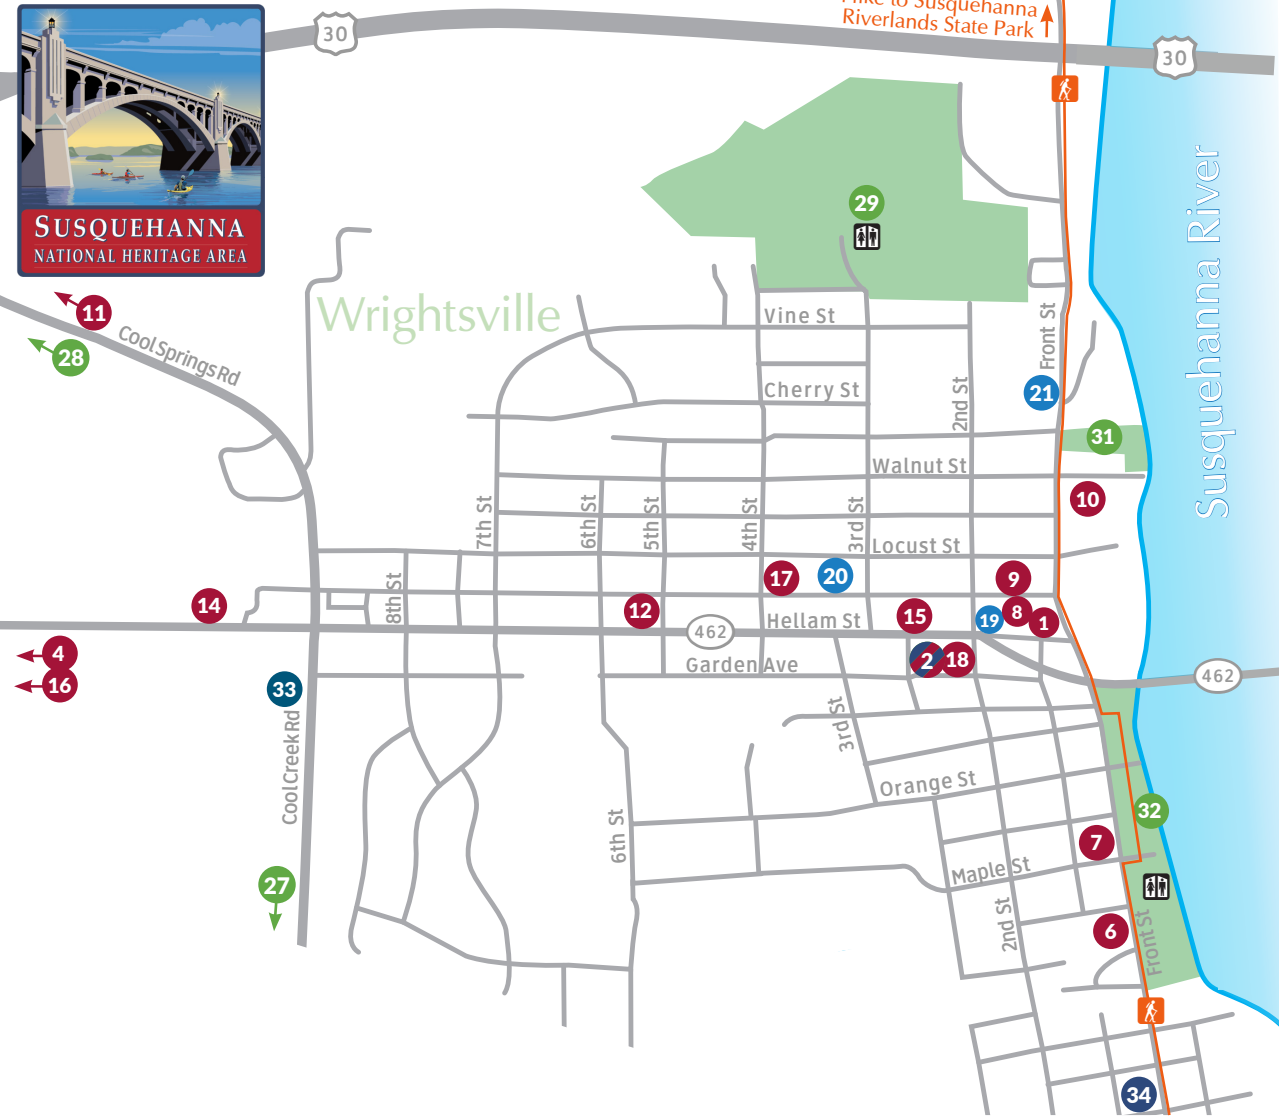 Hike to Susquehanna
Riverlands State Park
30
30
SUSQUEHANNA
NATIONAL HERITAGE AREA
29
Susquehanna River
11
28
Cool Springs Rd
Wrightsville
Vine St
Front St
Cherry St
21
2nd St
31
Walnut St
10
7th St
6th St
5th St
4th St
3rd St
Locust St
17
20
9
8th St
14
12
462
Hellam St
15
19
8
1
4
16
Garden Ave
2
18
462
33
3rd St
Cool Creek Rd
Orange St
32
6th St
7
Maple St
27
2nd St
6
Front St
34